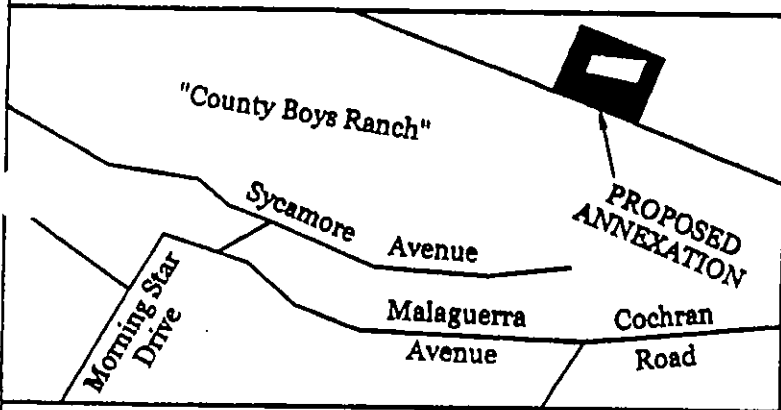 "County Boys Ranch"
PROPOSED
ANNEXATION
Sycamore Avenue
Morning Star
Drive
Malaguerra
Avenue
Cochran
Road